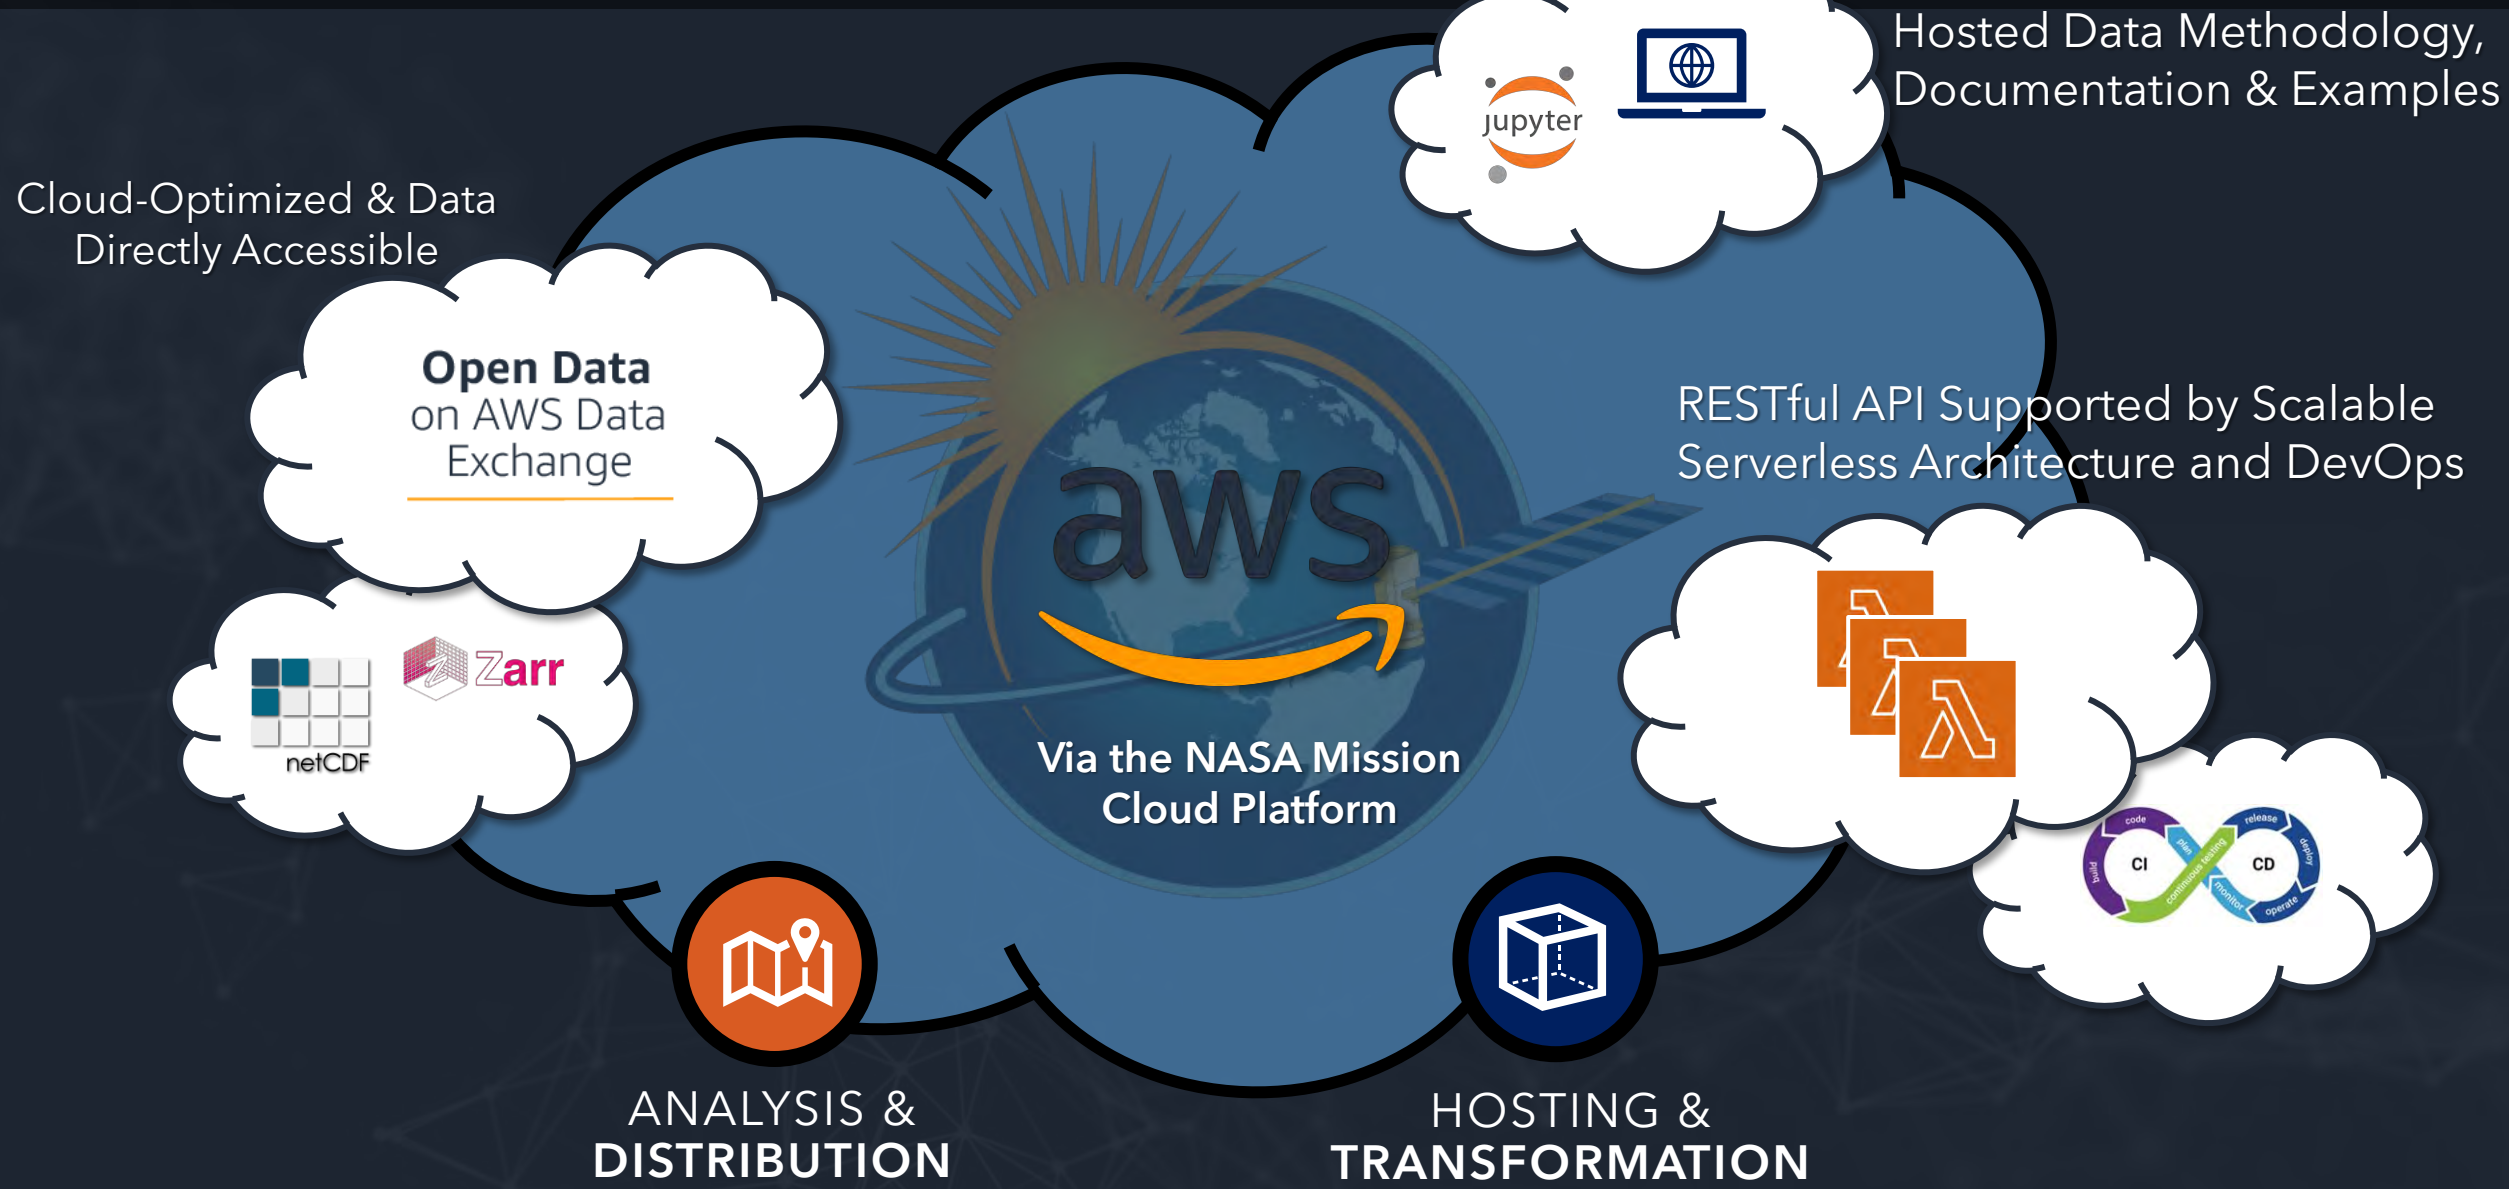 Hosted Data Methodology,
Documentation & Examples
jupyter
Cloud-Optimized & Data
Directly Accessible
Open Data
on AWS Data
Exchange
netCDF
Zarr
aws
Via the NASA Mission
Cloud Platform
RESTful API Supported by Scalable
Serverless Architecture and DevOps
λ
CI
CD
code
build
plan
continuous testing
release
deploy
operate
monitor
ANALYSIS &
DISTRIBUTION
HOSTING &
TRANSFORMATION